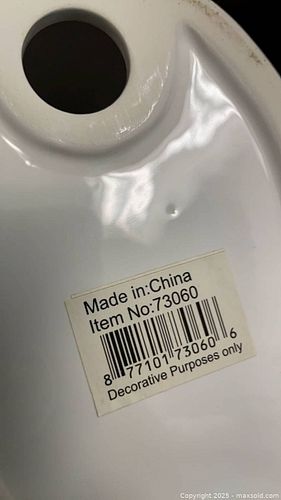 Made in:China
Item No:73060
8 77101 73060 6
Decorative Purposes only
Copyright 2025 - maxsold.com